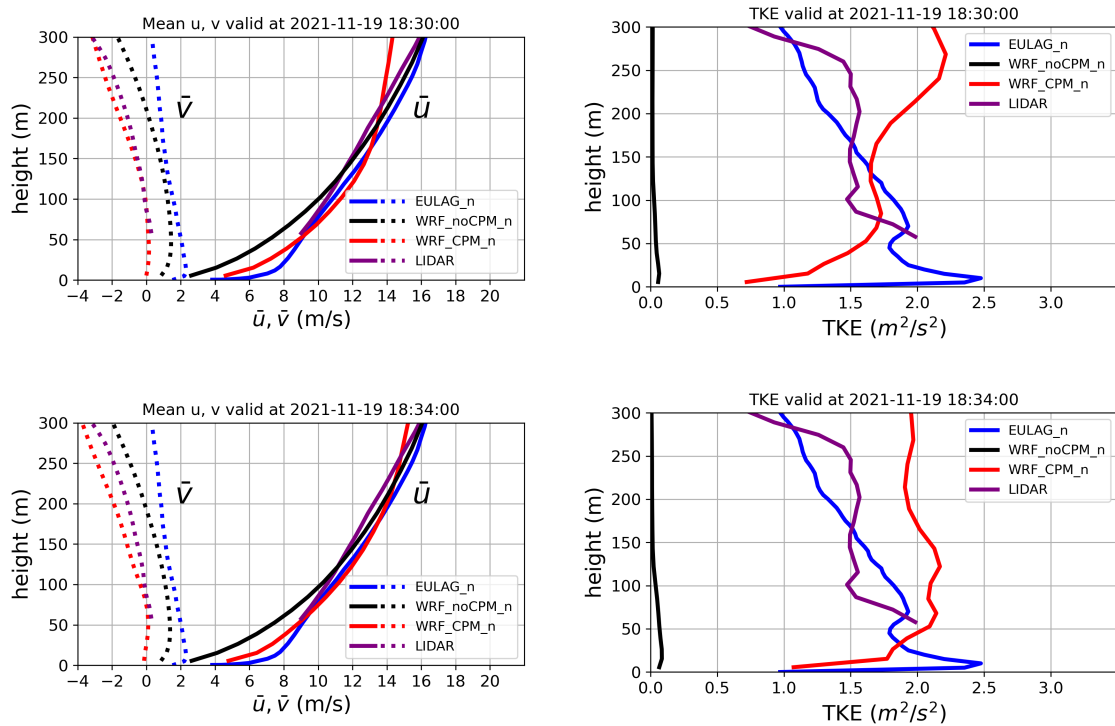 Mean u, v valid at 2021-11-19 18:30:00
300
250
200
150
100
50
0
height (m)
v̄
ū
EULAG_n
WRF_noCPM_n
WRF_CPM_n
LIDAR
−4 −2 0 2 4 6 8 10 12 14 16 18 20
ū, v̄ (m/s)
TKE valid at 2021-11-19 18:30:00
300
250
200
150
100
50
0
height (m)
EULAG_n
WRF_noCPM_n
WRF_CPM_n
LIDAR
0.0 0.5 1.0 1.5 2.0 2.5 3.0
TKE (m²/s²)
Mean u, v valid at 2021-11-19 18:34:00
300
250
200
150
100
50
0
height (m)
v̄
ū
EULAG_n
WRF_noCPM_n
WRF_CPM_n
LIDAR
−4 −2 0 2 4 6 8 10 12 14 16 18 20
ū, v̄ (m/s)
TKE valid at 2021-11-19 18:34:00
300
250
200
150
100
50
0
height (m)
EULAG_n
WRF_noCPM_n
WRF_CPM_n
LIDAR
0.0 0.5 1.0 1.5 2.0 2.5 3.0
TKE (m²/s²)